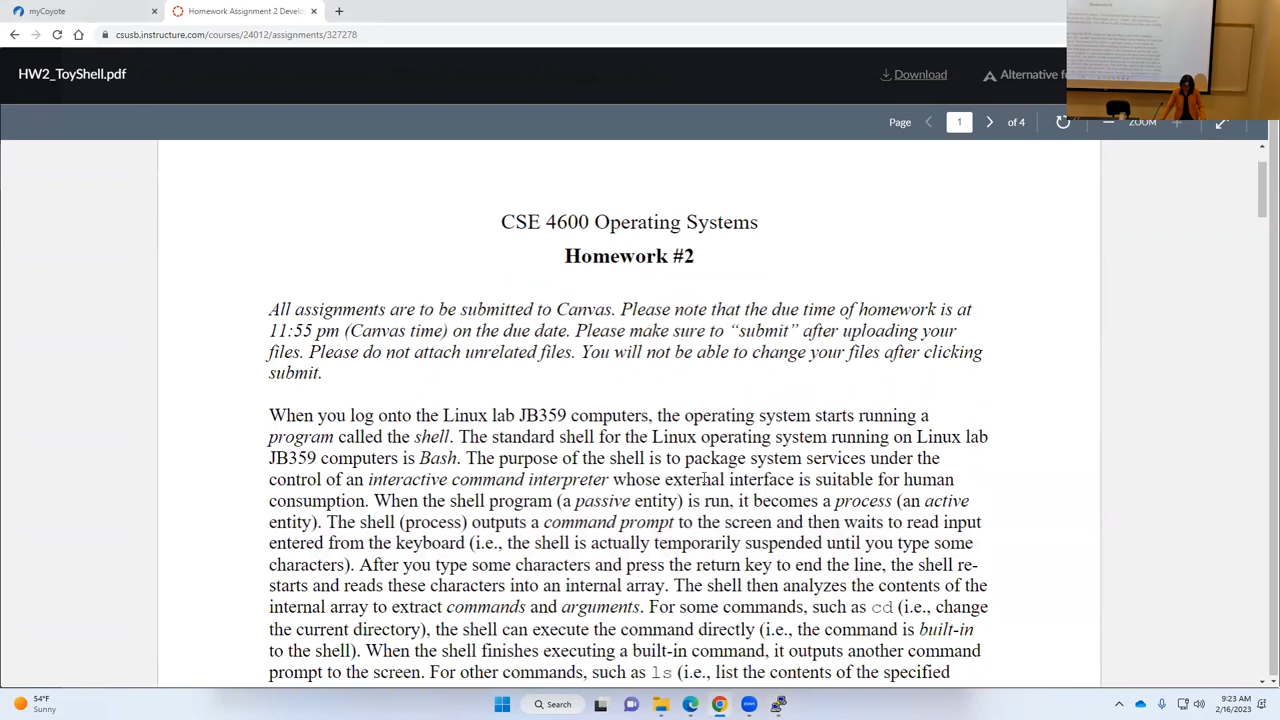 myCoyote
Homework Assignment 2 Develo
HW2_ToyShell.pdf
Download
Alternative fo
Page
1
of 4
ZOOM
CSE 4600 Operating Systems
Homework #2
All assignments are to be submitted to Canvas. Please note that the due time of homework is at
11:55 pm (Canvas time) on the due date. Please make sure to “submit” after uploading your
files. Please do not attach unrelated files. You will not be able to change your files after clicking
submit.
When you log onto the Linux lab JB359 computers, the operating system starts running a
program called the shell. The standard shell for the Linux operating system running on Linux lab
JB359 computers is Bash. The purpose of the shell is to package system services under the
control of an interactive command interpreter whose external interface is suitable for human
consumption. When the shell program (a passive entity) is run, it becomes a process (an active
entity). The shell (process) outputs a command prompt to the screen and then waits to read input
entered from the keyboard (i.e., the shell is actually temporarily suspended until you type some
characters). After you type some characters and press the return key to end the line, the shell re-
starts and reads these characters into an internal array. The shell then analyzes the contents of the
internal array to extract commands and arguments. For some commands, such as cd (i.e., change
the current directory), the shell can execute the command directly (i.e., the command is built-in
to the shell). When the shell finishes executing a built-in command, it outputs another command
prompt to the screen. For other commands, such as ls (i.e., list the contents of the specified
54°F
Sunny
Search
9:23 AM
2/16/2023